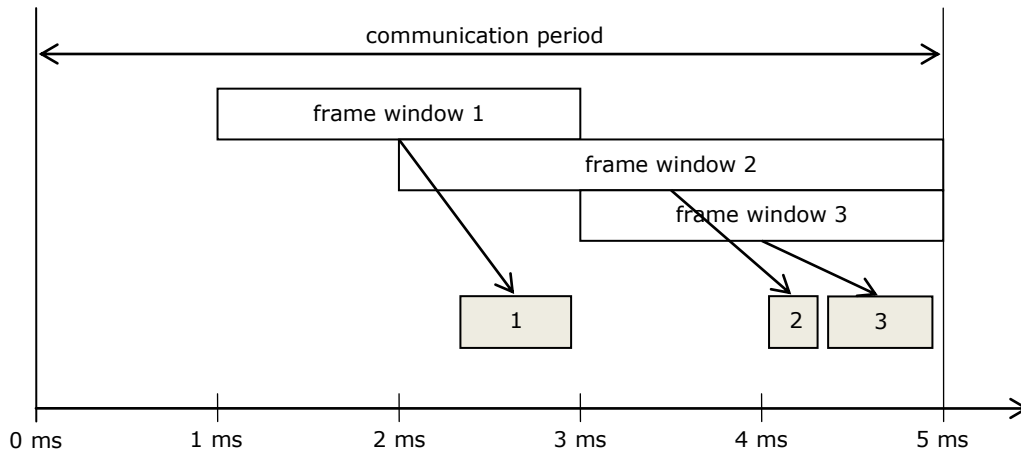 communication period
frame window 1
frame window 2
frame window 3
1
2
3
0 ms
1 ms
2 ms
3 ms
4 ms
5 ms